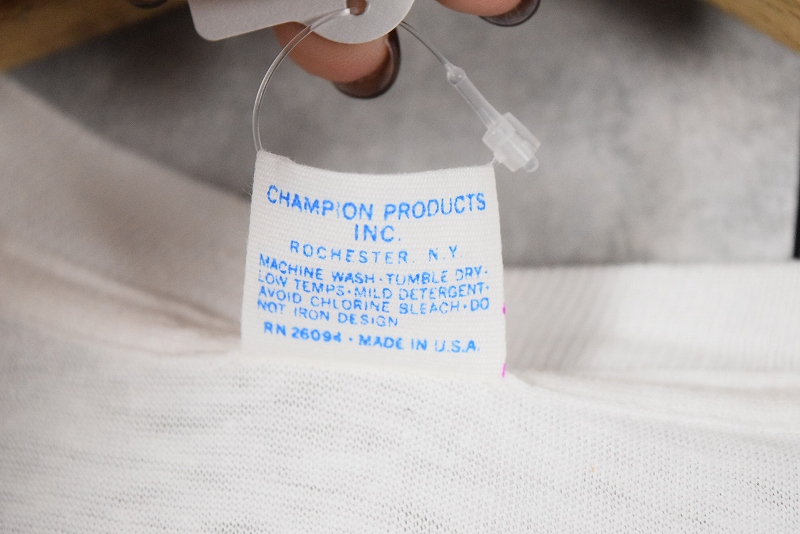 CHAMPION PRODUCTS
INC.
ROCHESTER, N.Y.
MACHINE WASH·TUMBLE DRY·
LOW TEMPS·MILD DETERGENT·
AVOID CHLORINE BLEACH·DO
NOT IRON DESIGN
RN 26094 · MADE IN U.S.A.